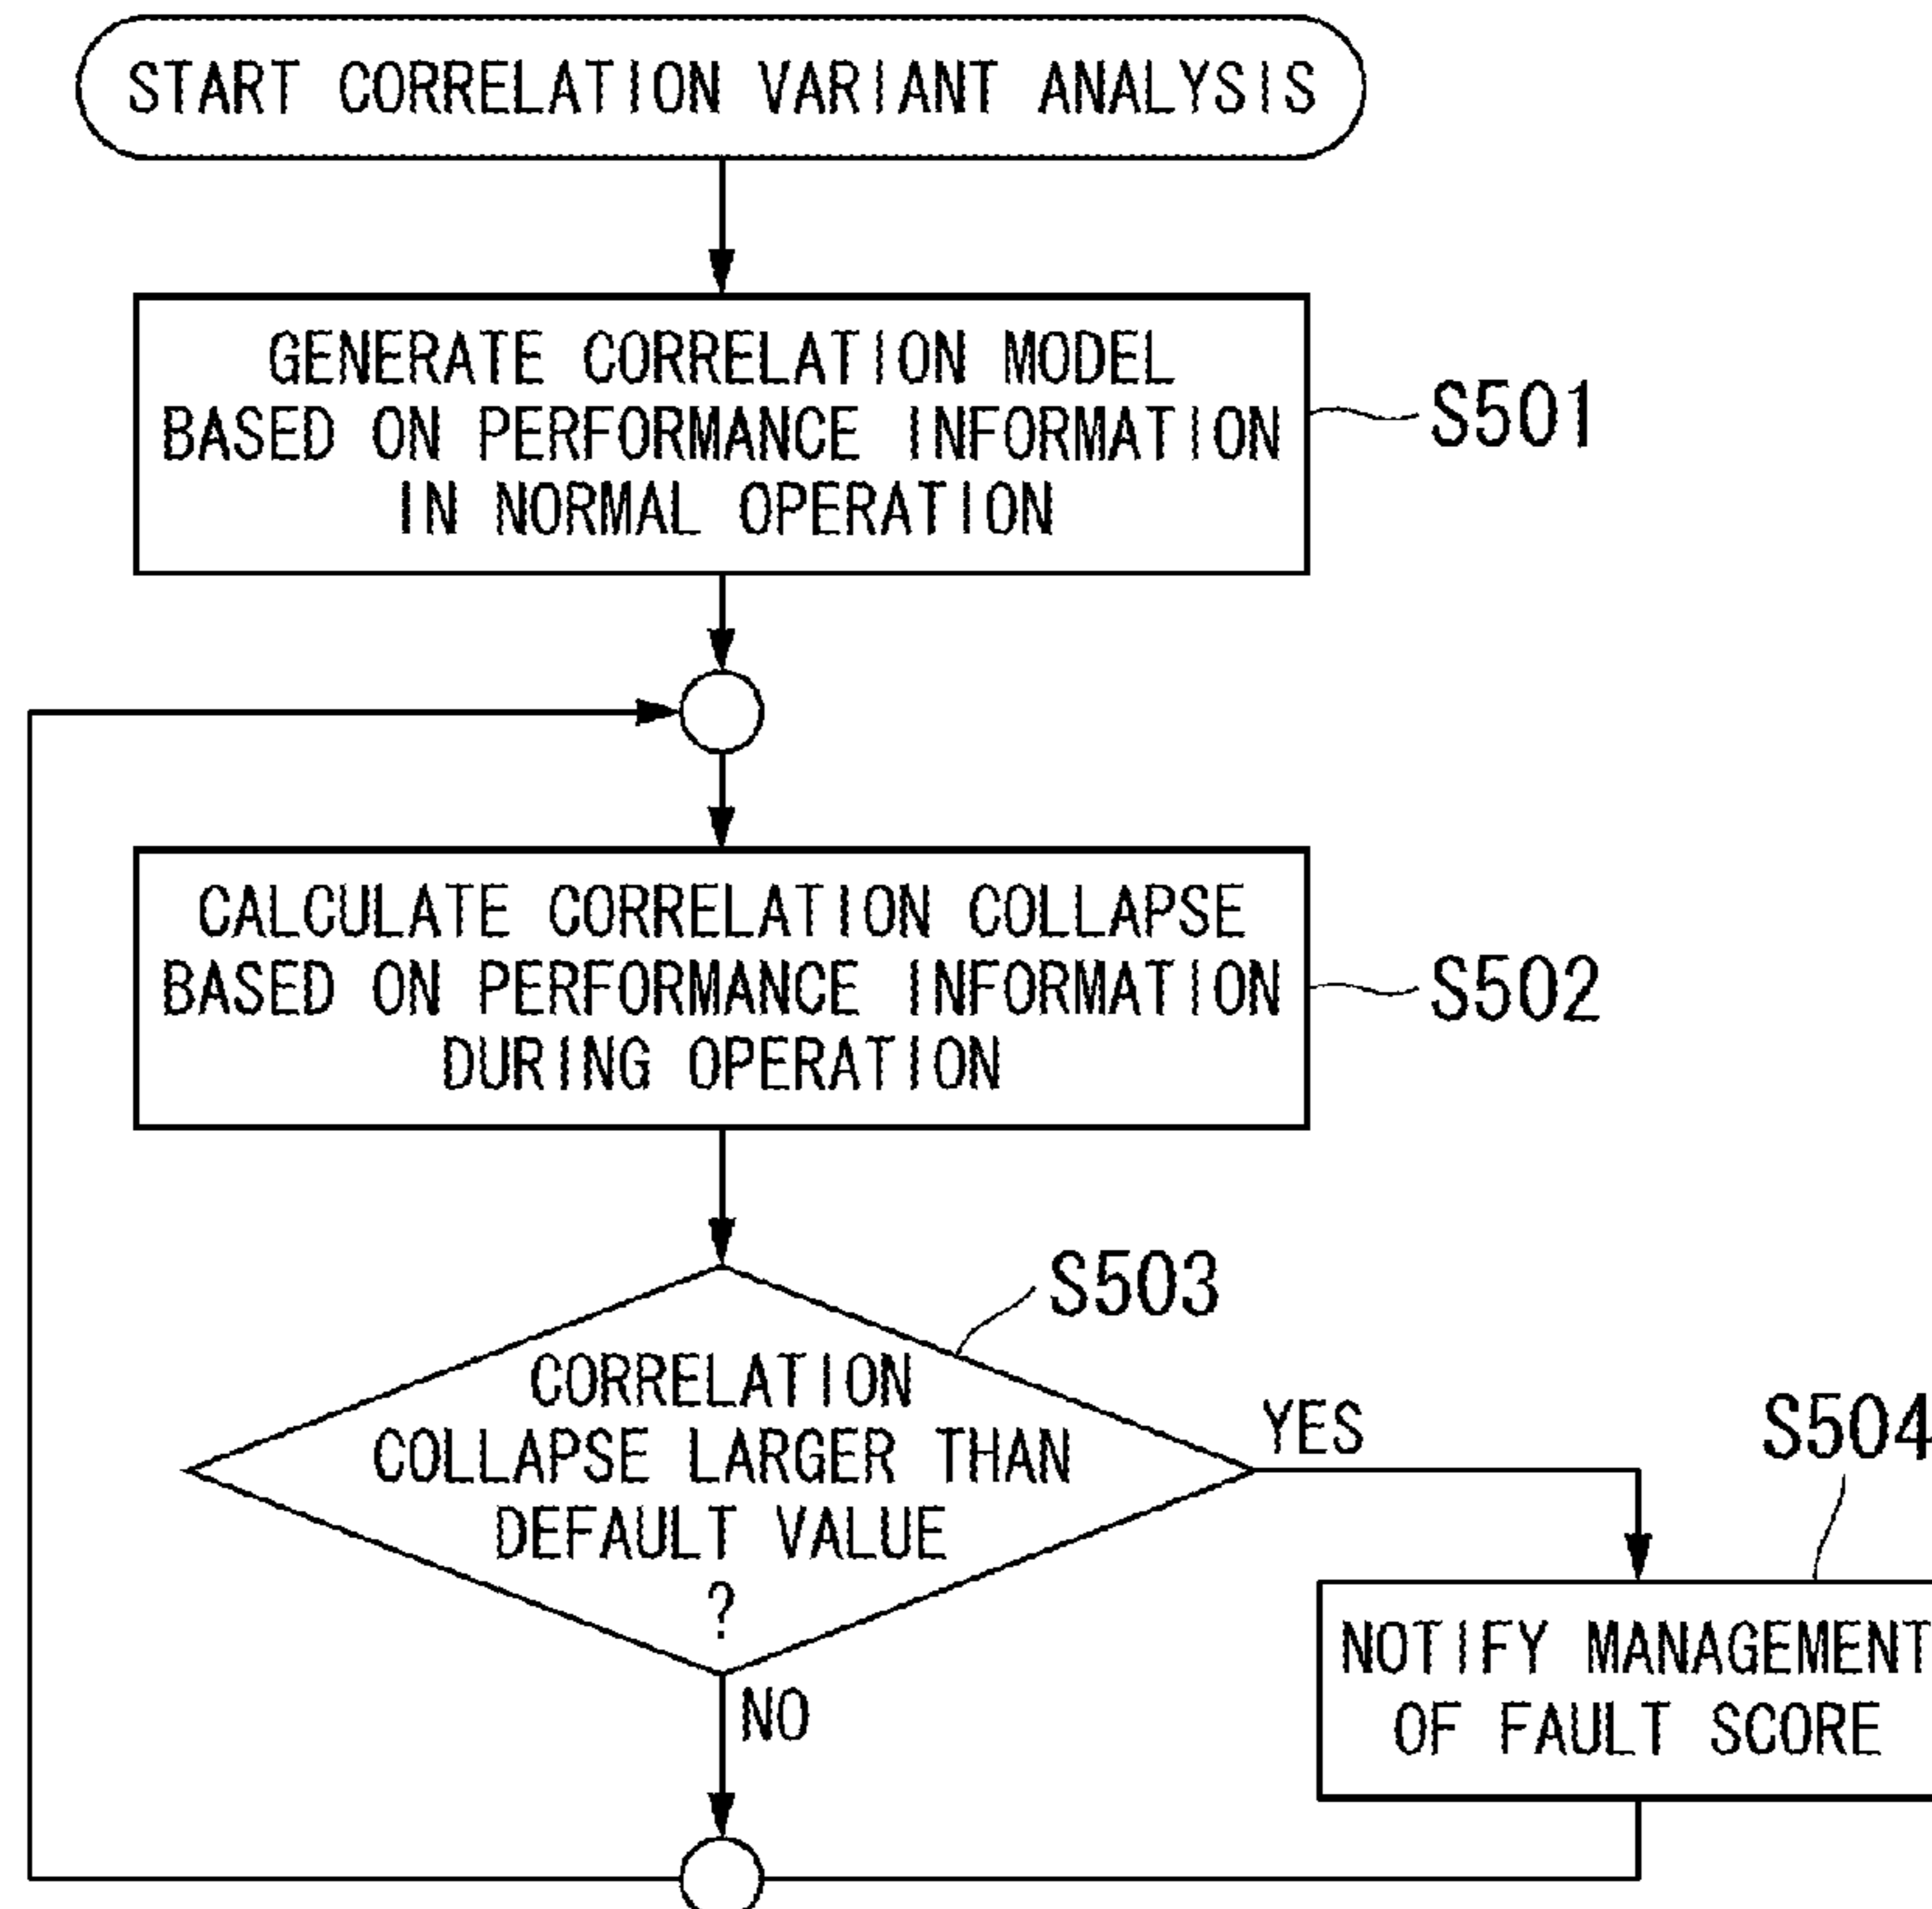 START CORRELATION VARIANT ANALYSIS
GENERATE CORRELATION MODEL
BASED ON PERFORMANCE INFORMATION
IN NORMAL OPERATION
S501
CALCULATE CORRELATION COLLAPSE
BASED ON PERFORMANCE INFORMATION
DURING OPERATION
S502
S503
CORRELATION
COLLAPSE LARGER THAN
DEFAULT VALUE
?
YES
S504
NOTIFY MANAGEMENT
OF FAULT SCORE
NO